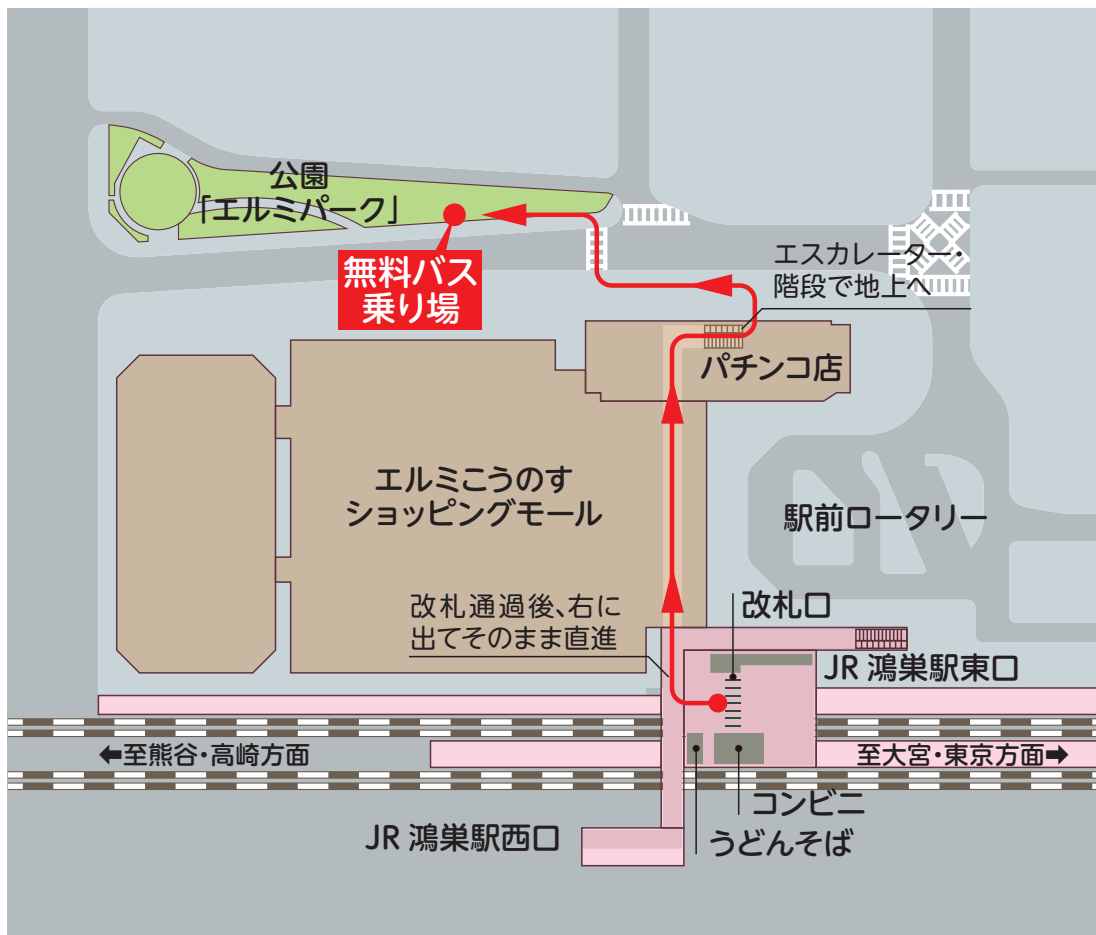 公園
「エルミパーク」
無料バス
乗り場
エスカレーター・
階段で地上へ
パチンコ店
エルミこうのす
ショッピングモール
駅前ロータリー
改札通過後、右に
出てそのまま直進
改札口
JR 鴻巣駅東口
←至熊谷・高崎方面
至大宮・東京方面→
コンビニ
うどんそば
JR 鴻巣駅西口